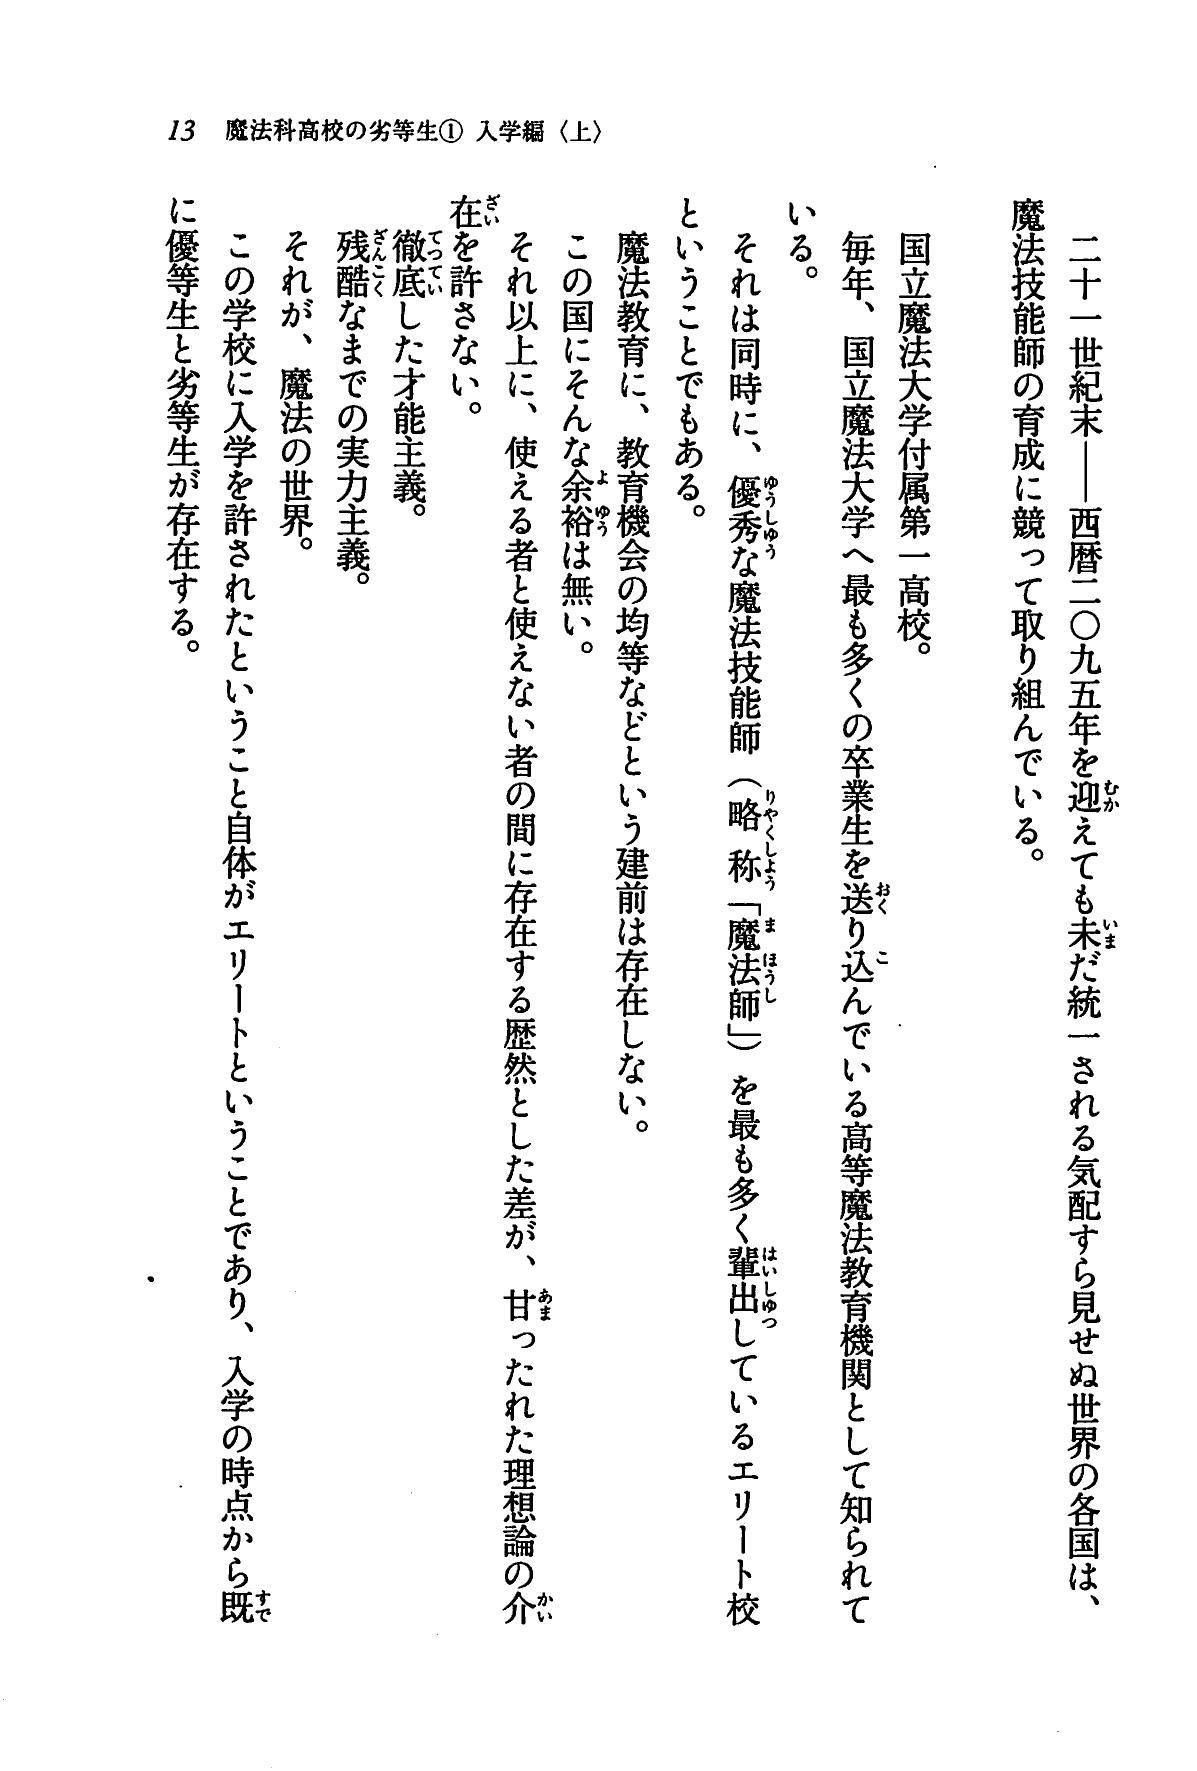 13 魔法科高校の劣等生① 入学編〈上〉
二十一世紀末――西暦二〇九五年を迎えても未だ統一される気配すら見せぬ世界の各国は、
魔法技能師の育成に競って取り組んでいる。
国立魔法大学付属第一高校。
毎年、国立魔法大学へ最も多くの卒業生を送り込んでいる高等魔法教育機関として知られて
いる。
それは同時に、優秀な魔法技能師（略称「魔法師」）を最も多く輩出しているエリート校
ということでもある。
魔法教育に、教育機会の均等などという建前は存在しない。
この国にそんな余裕は無い。
それ以上に、使える者と使えない者の間に存在する歴然とした差が、甘ったれた理想論の介
在を許さない。
徹底した才能主義。
残酷なまでの実力主義。
それが、魔法の世界。
この学校に入学を許されたということ自体がエリートということであり、入学の時点から既
に優等生と劣等生が存在する。